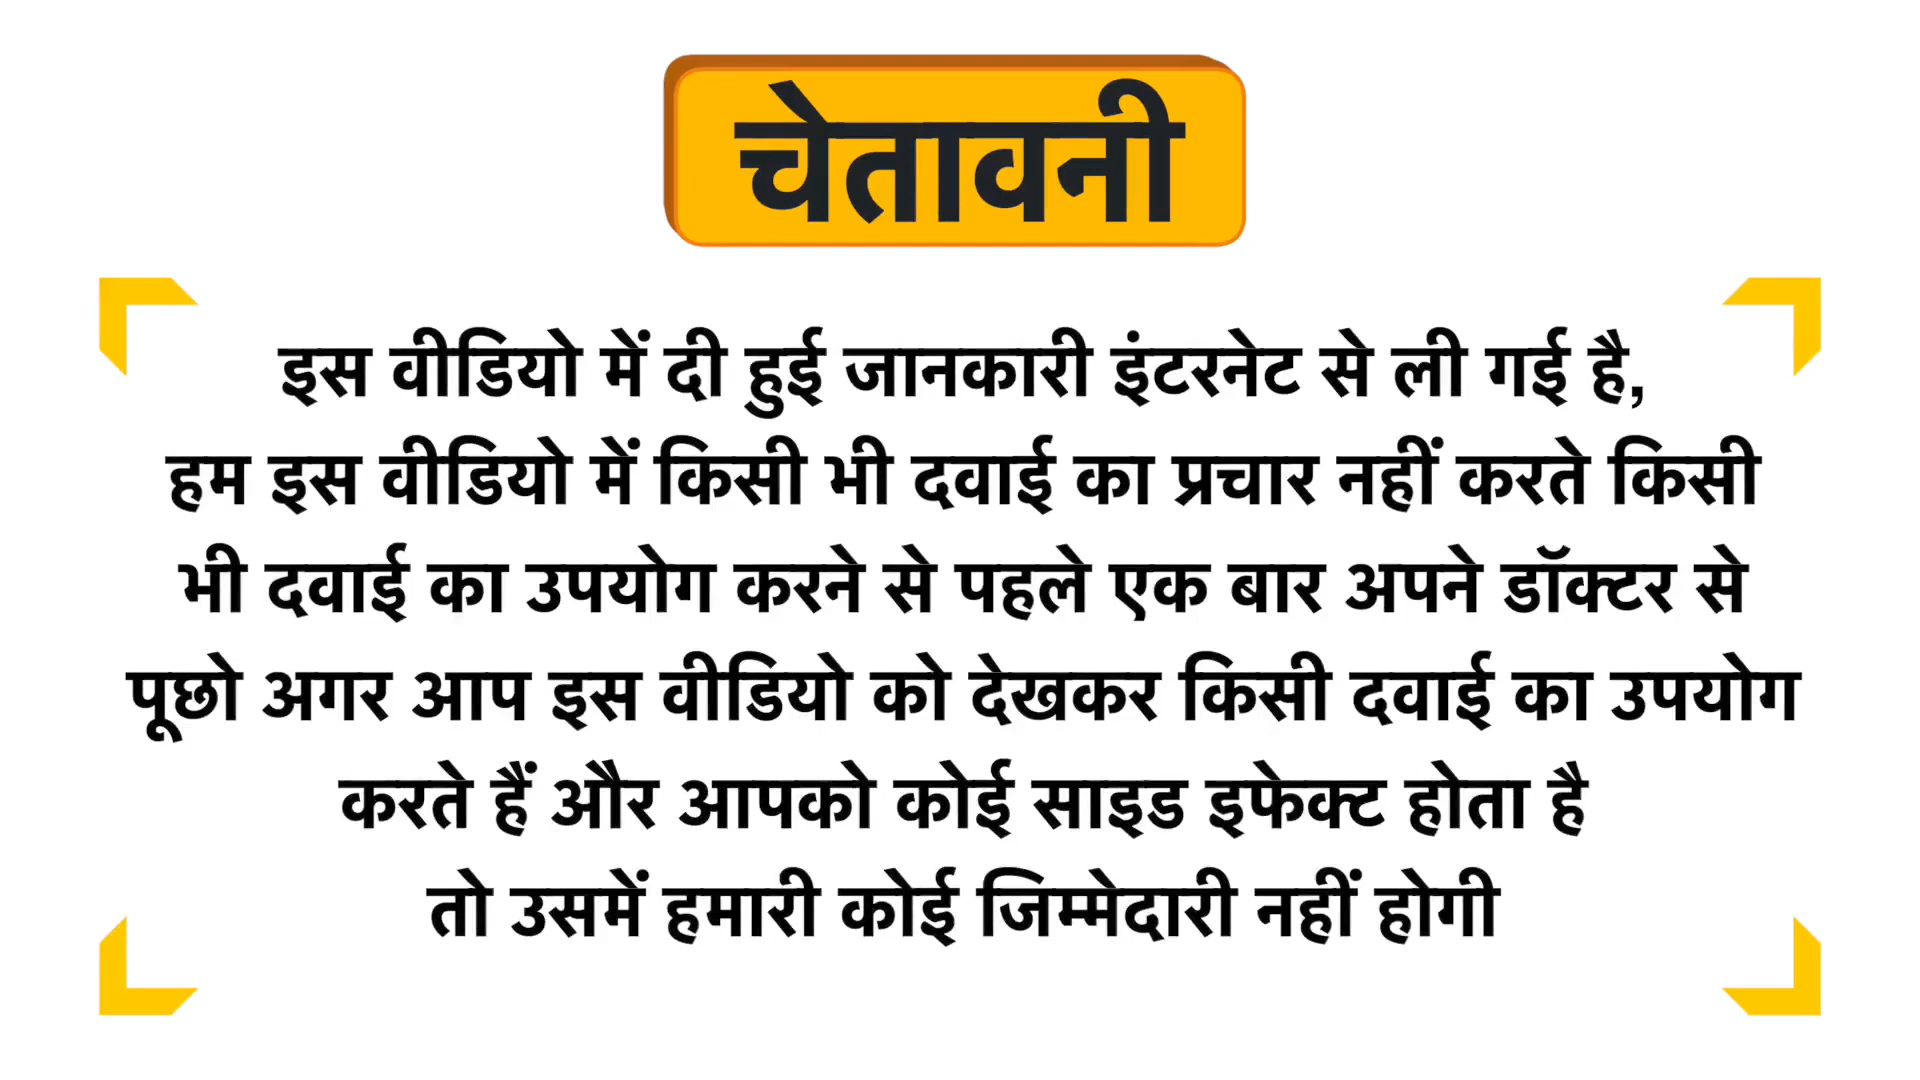 चेतावनी
इस वीडियो में दी हुई जानकारी इंटरनेट से ली गई है,
हम इस वीडियो में किसी भी दवाई का प्रचार नहीं करते किसी
भी दवाई का उपयोग करने से पहले एक बार अपने डॉक्टर से
पूछो अगर आप इस वीडियो को देखकर किसी दवाई का उपयोग
करते हैं और आपको कोई साइड इफेक्ट होता है
तो उसमें हमारी कोई जिम्मेदारी नहीं होगी